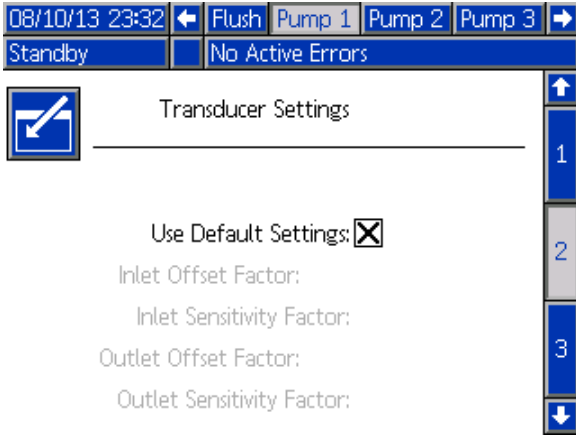 08/10/13 23:32 Flush Pump 1 Pump 2 Pump 3
Standby No Active Errors
Transducer Settings
1
Use Default Settings:
2
Inlet Offset Factor:
Inlet Sensitivity Factor:
Outlet Offset Factor:
3
Outlet Sensitivity Factor: